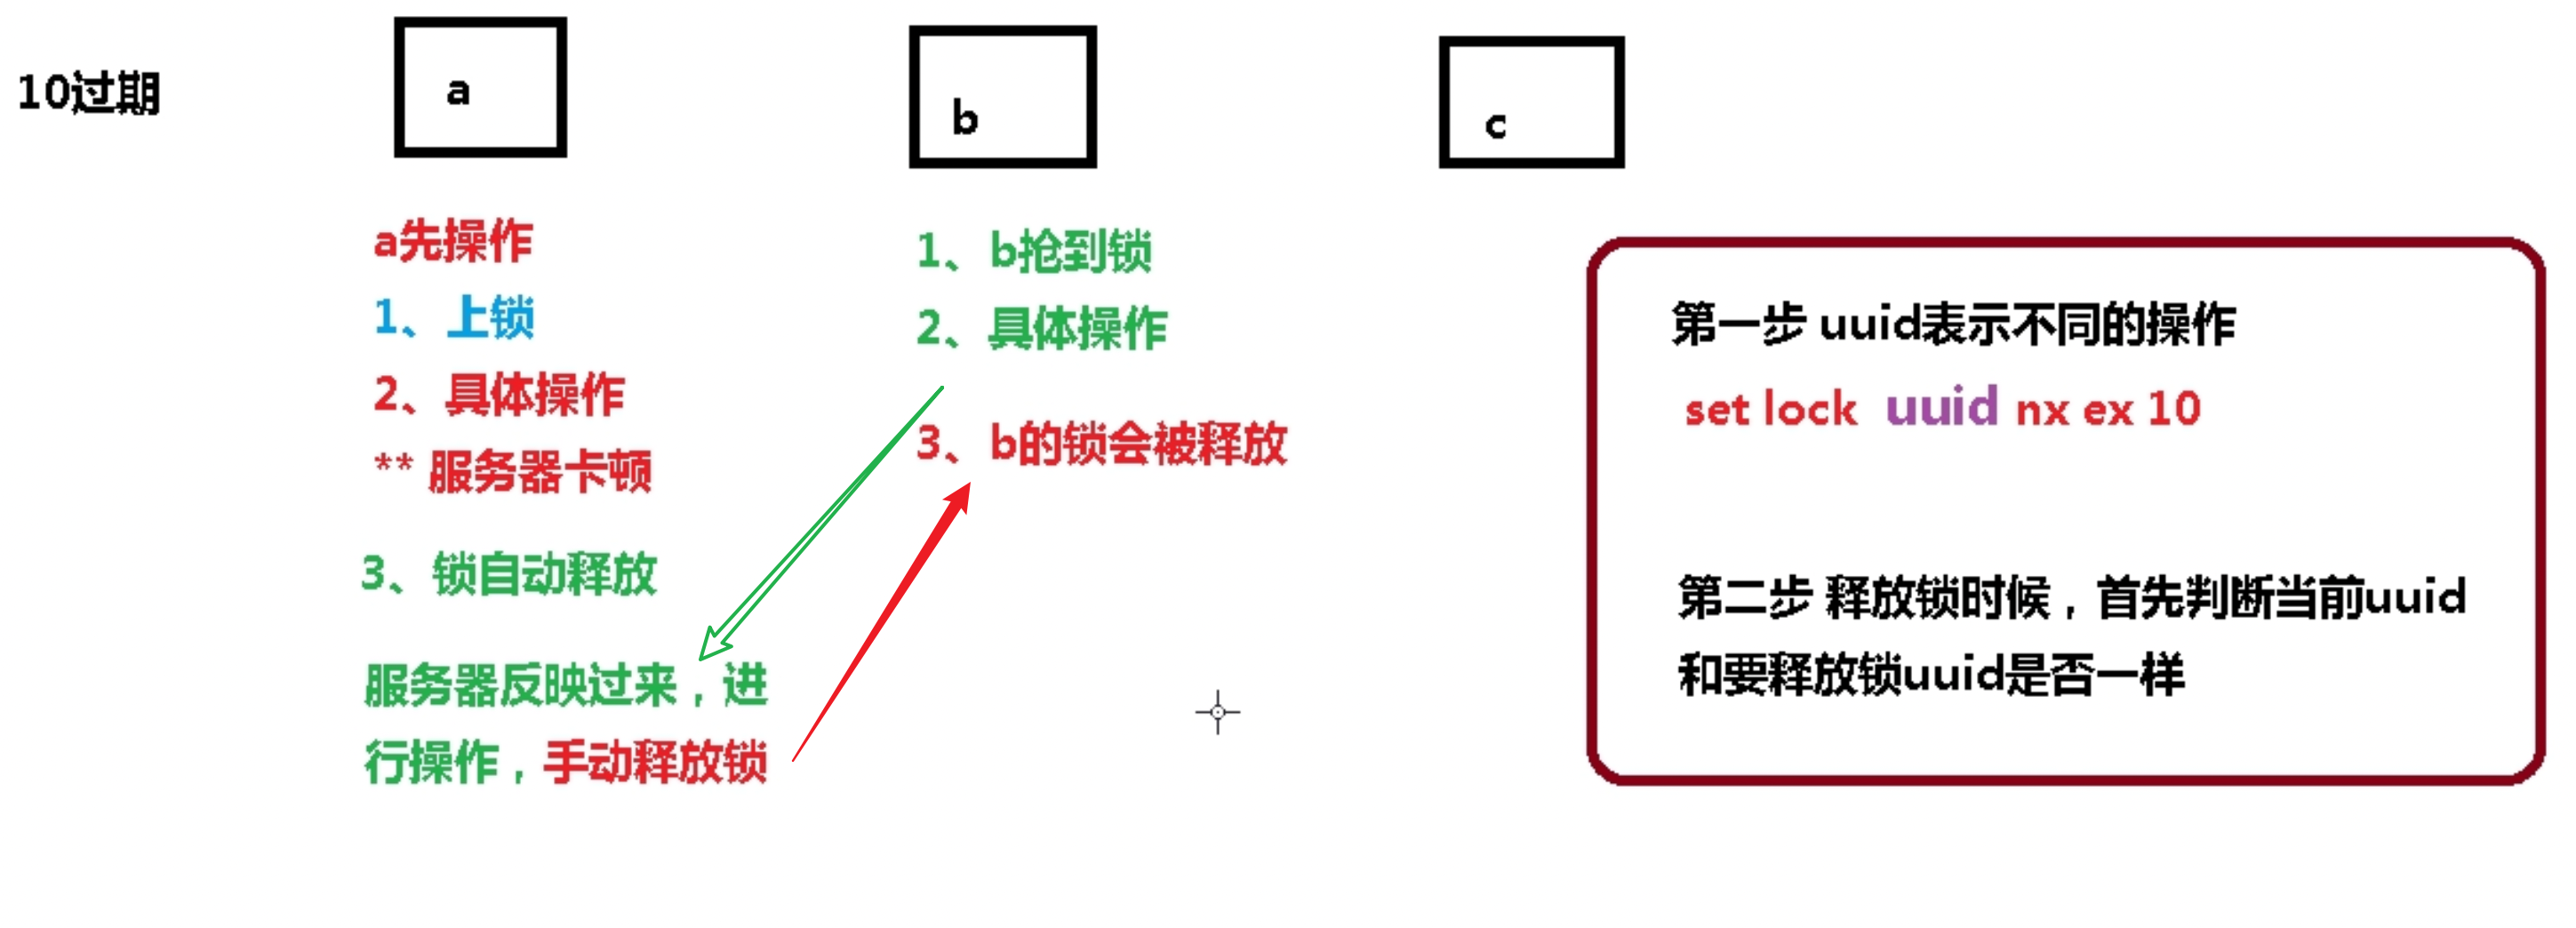 10过期
a
b
c
a先操作
1、上锁
2、具体操作
** 服务器卡顿
3、锁自动释放
服务器反映过来，进
行操作，手动释放锁
1、b抢到锁
2、具体操作
3、b的锁会被释放
第一步 uuid表示不同的操作
set lock uuid nx ex 10
第二步 释放锁时候，首先判断当前uuid
和要释放锁uuid是否一样